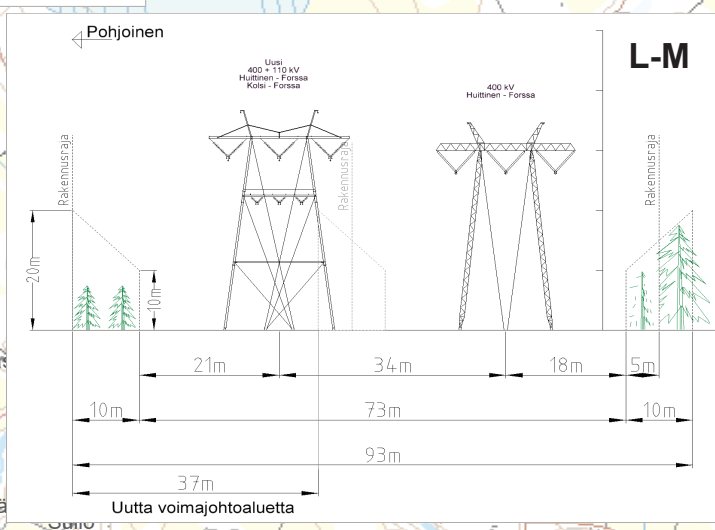 Pohjoinen
L-M
Uusi
400 + 110 kV
Huittinen - Forssa
Kolsi - Forssa
400 kV
Huittinen - Forssa
Rakennusraja
Rakennusraja
Rakennusraja
20m
10m
21m
34m
18m
5m
10m
73m
10m
93m
37m
Uutta voimajohtoaluetta